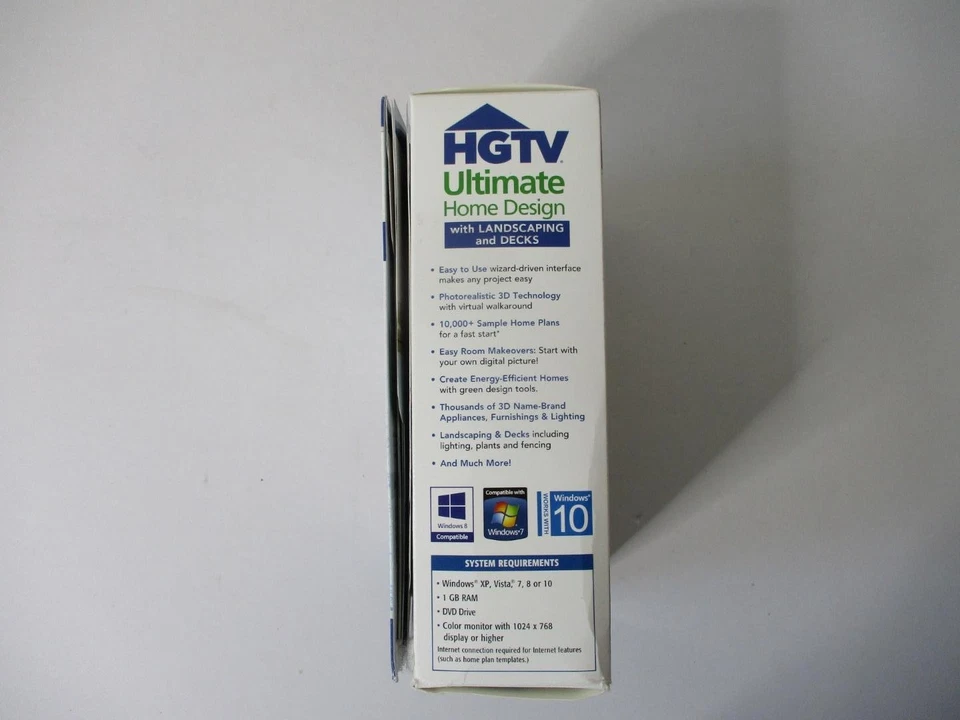 HGTV
Ultimate
Home Design
with LANDSCAPING
and DECKS
• Easy to Use wizard-driven interface
makes any project easy
• Photorealistic 3D Technology
with virtual walkaround
• 10,000+ Sample Home Plans
for a fast start*
• Easy Room Makeovers: Start with
your own digital picture!
• Create Energy-Efficient Homes
with green design tools.
• Thousands of 3D Name-Brand
Appliances, Furnishings & Lighting
• Landscaping & Decks including
lighting, plants and fencing
• And Much More!
Windows 8
Compatible
Compatible with
Windows®7
WORKS WITH
Windows®
10
SYSTEM REQUIREMENTS
• Windows® XP, Vista,® 7, 8 or 10
• 1 GB RAM
• DVD Drive
• Color monitor with 1024 x 768
display or higher
Internet connection required for Internet features
(such as home plan templates.)